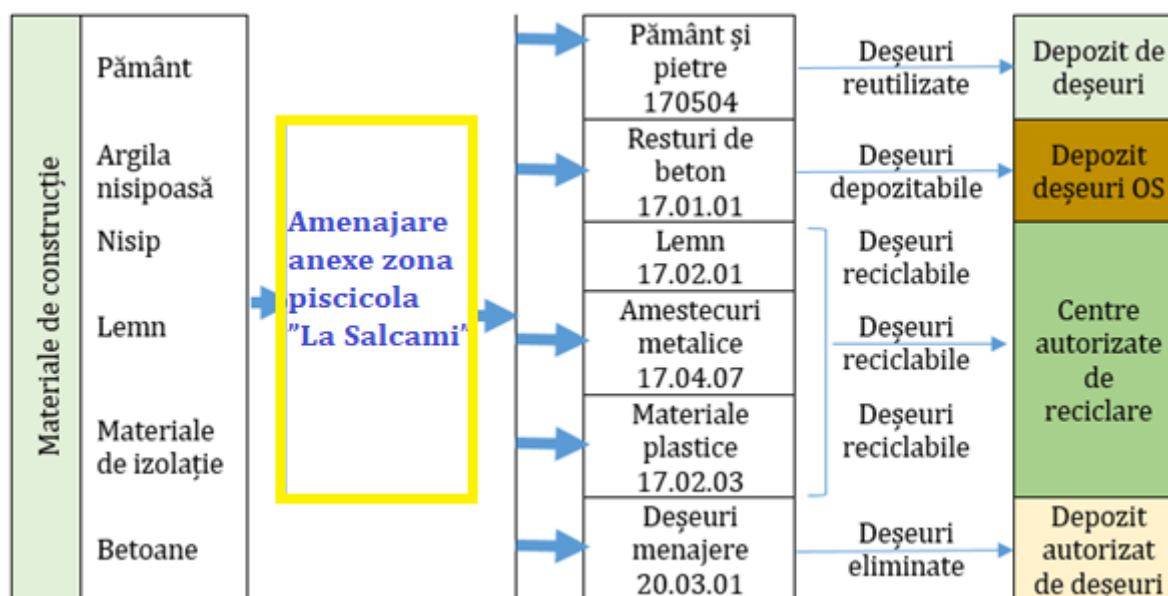 Materiale de construcție
Pământ
Argila
nisipoasă
Nisip
Lemn
Materiale
de izolație
Betoane
Amenajare
anexe zona
piscicola
"La Salcami"
Pământ și
pietre
170504
Resturi de
beton
17.01.01
Lemn
17.02.01
Amestecuri
metalice
17.04.07
Materiale
plastice
17.02.03
Deșeuri
menajere
20.03.01
Deșeuri
reutilizate
Deșeuri
depozitabile
Deșeuri
reciclabile
Deșeuri
reciclabile
Deșeuri
reciclabile
Deșeuri
eliminate
Depozit de
deșeuri
Depozit
deșeuri OS
Centre
autorizate
de
reciclare
Depozit
autorizat
de deșeuri